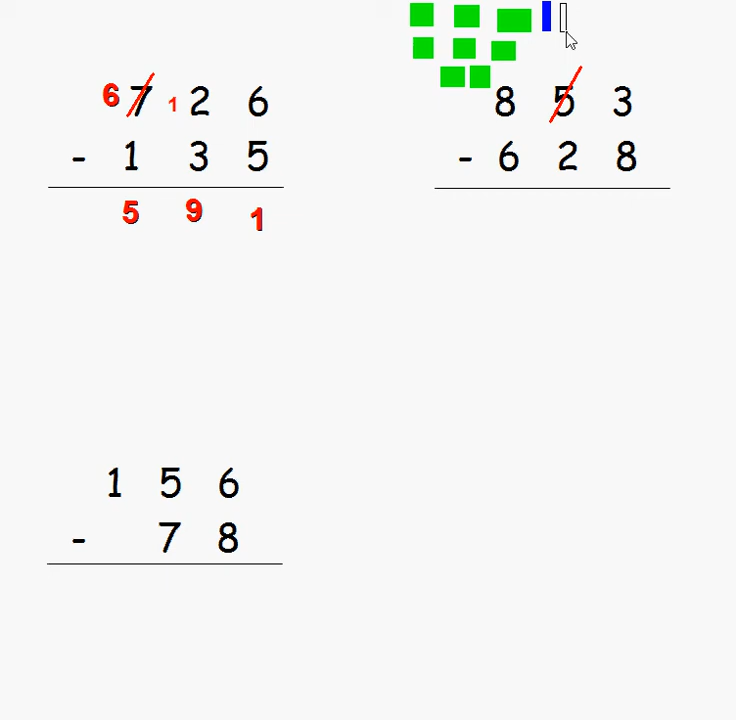 6 7 1 2 6
- 1 3 5
5 9 1
8 5 3
- 6 2 8
1 5 6
- 7 8